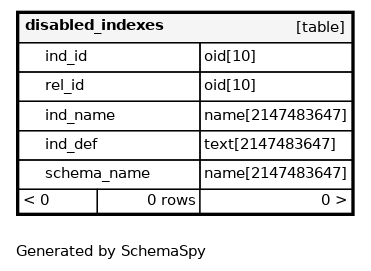 disabled_indexes [table]
ind_id oid[10]
rel_id oid[10]
ind_name name[2147483647]
ind_def text[2147483647]
schema_name name[2147483647]
< 0 0 rows 0 >
Generated by SchemaSpy